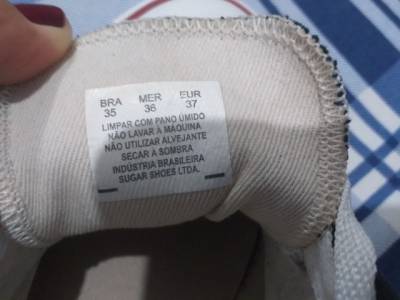 BRA MER EUR
35 36 37
LIMPAR COM PANO ÚMIDO
NÃO LAVAR À MÁQUINA
NÃO UTILIZAR ALVEJANTE
SECAR À SOMBRA
INDÚSTRIA BRASILEIRA
SUGAR SHOES LTDA.